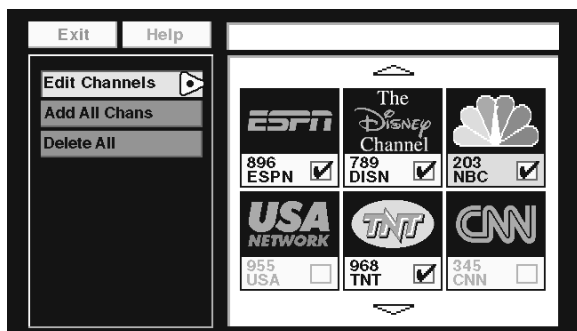 Exit Help
Edit Channels
Add All Chans
Delete All
ESPN
The
Disney
Channel
896
ESPN
789
DISN
203
NBC
USA
NETWORK
TNT
CNN
955
USA
968
TNT
345
CNN